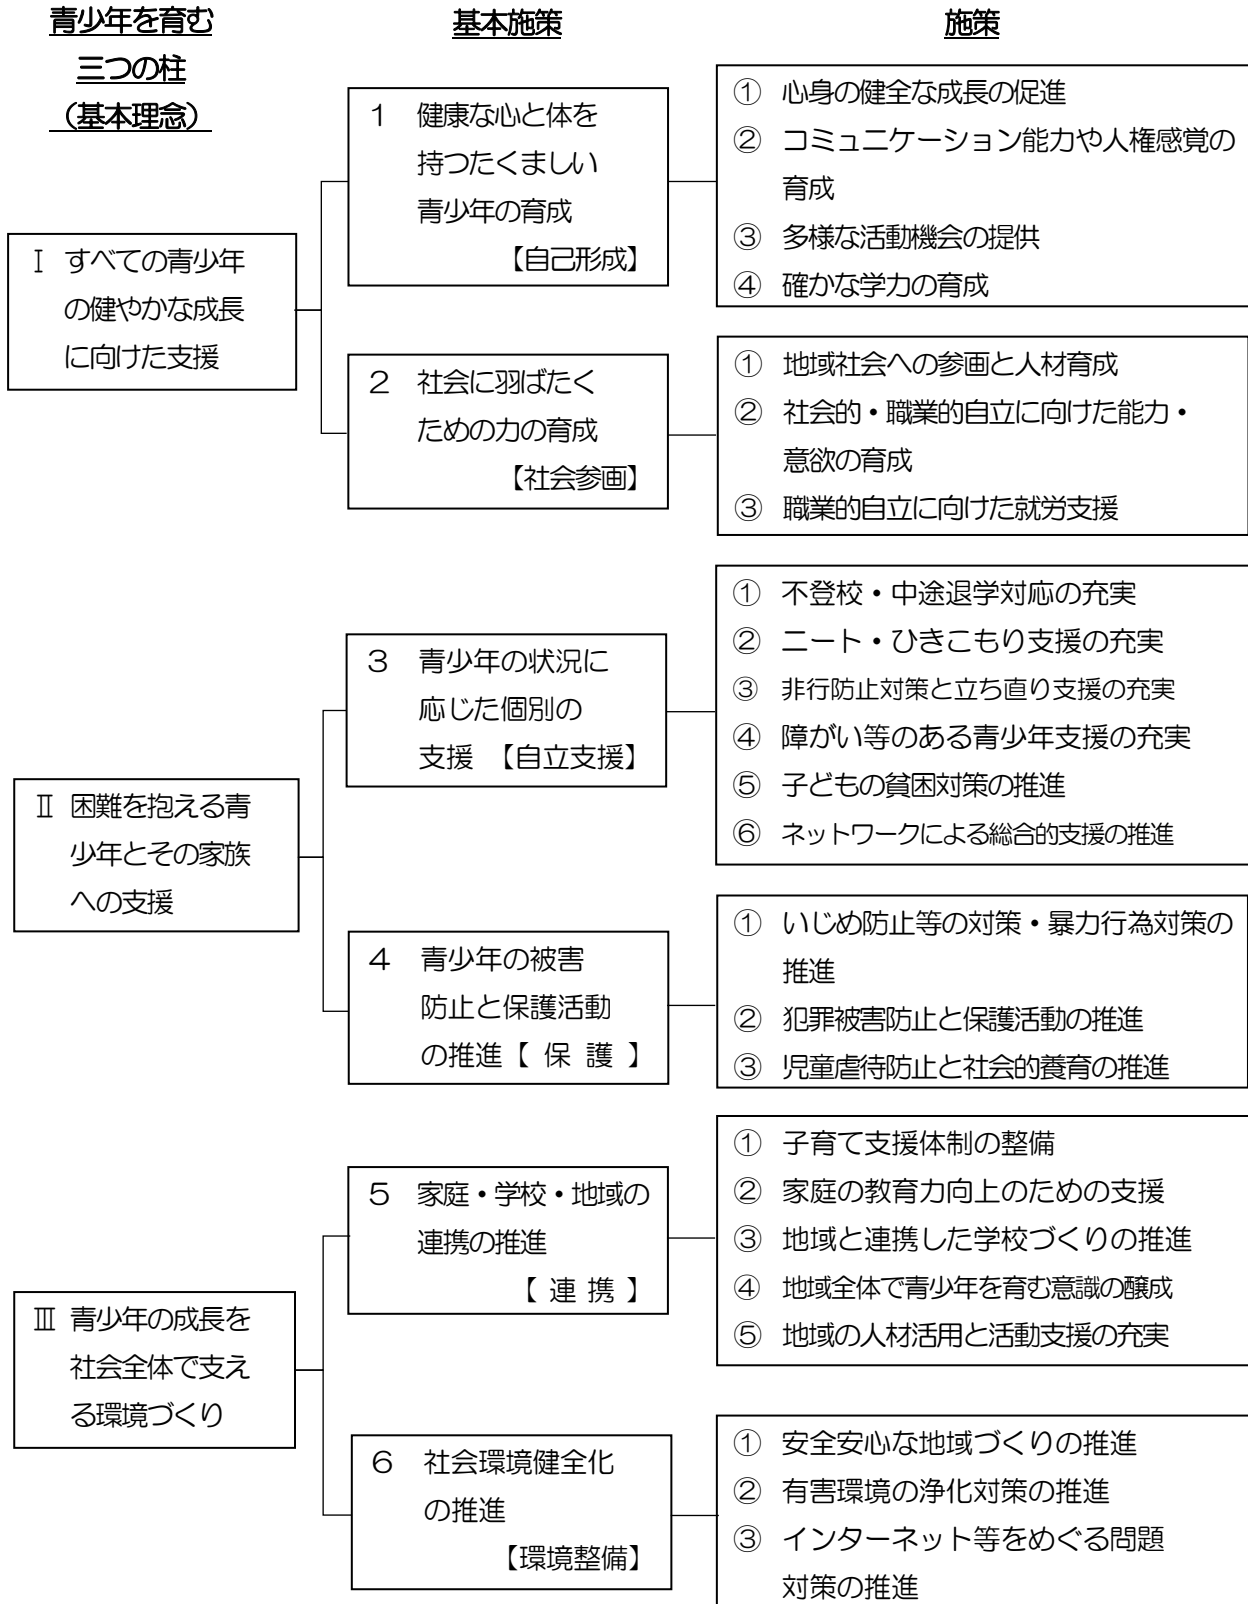 青少年を育む
三つの柱
(基本理念)
基本施策
施策
Ⅰ すべての青少年
の健やかな成長
に向けた支援
1 健康な心と体を
持つたくましい
青少年の育成
【自己形成】
① 心身の健全な成長の促進
② コミュニケーション能力や人権感覚の
育成
③ 多様な活動機会の提供
④ 確かな学力の育成
2 社会に羽ばたく
ための力の育成
【社会参画】
① 地域社会への参画と人材育成
② 社会的・職業的自立に向けた能力・
意欲の育成
③ 職業的自立に向けた就労支援
Ⅱ 困難を抱える青
少年とその家族
への支援
3 青少年の状況に
応じた個別の
支援 【自立支援】
① 不登校・中途退学対応の充実
② ニート・ひきこもり支援の充実
③ 非行防止対策と立ち直り支援の充実
④ 障がい等のある青少年支援の充実
⑤ 子どもの貧困対策の推進
⑥ ネットワークによる総合的支援の推進
4 青少年の被害
防止と保護活動
の推進【 保 護 】
① いじめ防止等の対策・暴力行為対策の
推進
② 犯罪被害防止と保護活動の推進
③ 児童虐待防止と社会的養育の推進
Ⅲ 青少年の成長を
社会全体で支え
る環境づくり
5 家庭・学校・地域の
連携の推進
【 連 携 】
① 子育て支援体制の整備
② 家庭の教育力向上のための支援
③ 地域と連携した学校づくりの推進
④ 地域全体で青少年を育む意識の醸成
⑤ 地域の人材活用と活動支援の充実
6 社会環境健全化
の推進
【環境整備】
① 安全安心な地域づくりの推進
② 有害環境の浄化対策の推進
③ インターネット等をめぐる問題
対策の推進